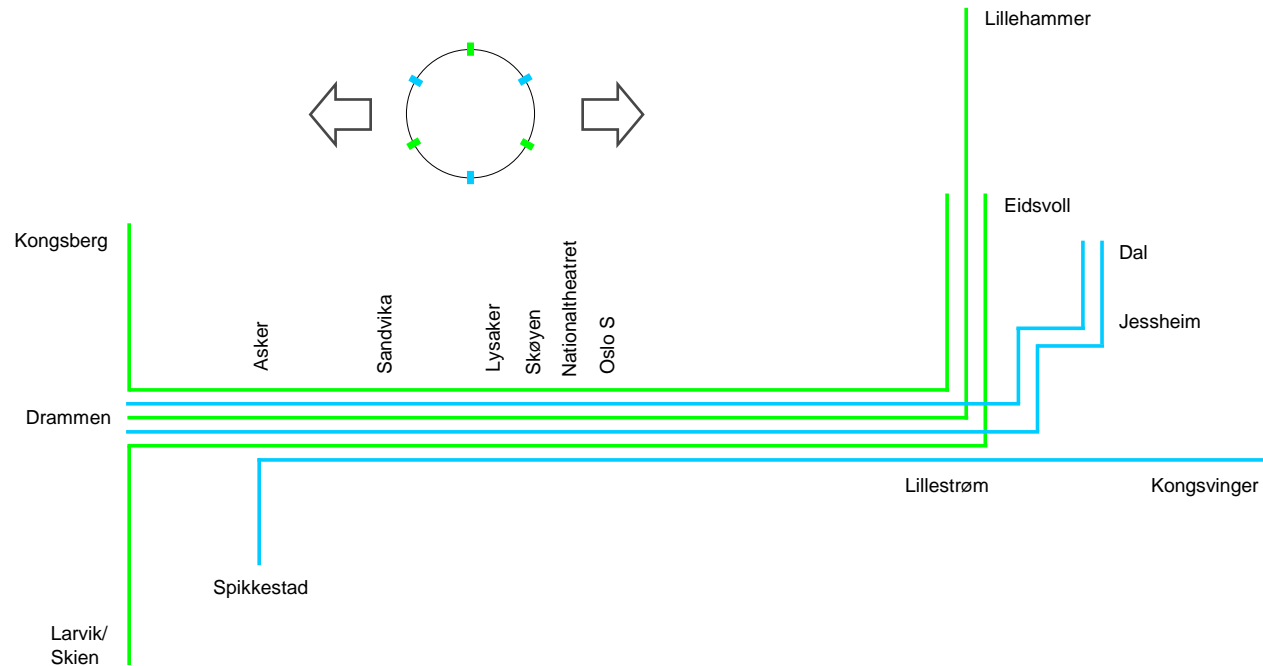 Lillehammer
Eidsvoll
Kongsberg
Dal
Jessheim
Asker
Sandvika
Lysaker
Skøyen
Nationaltheatret
Oslo S
Drammen
Lillestrøm
Kongsvinger
Spikkestad
Larvik/
Skien